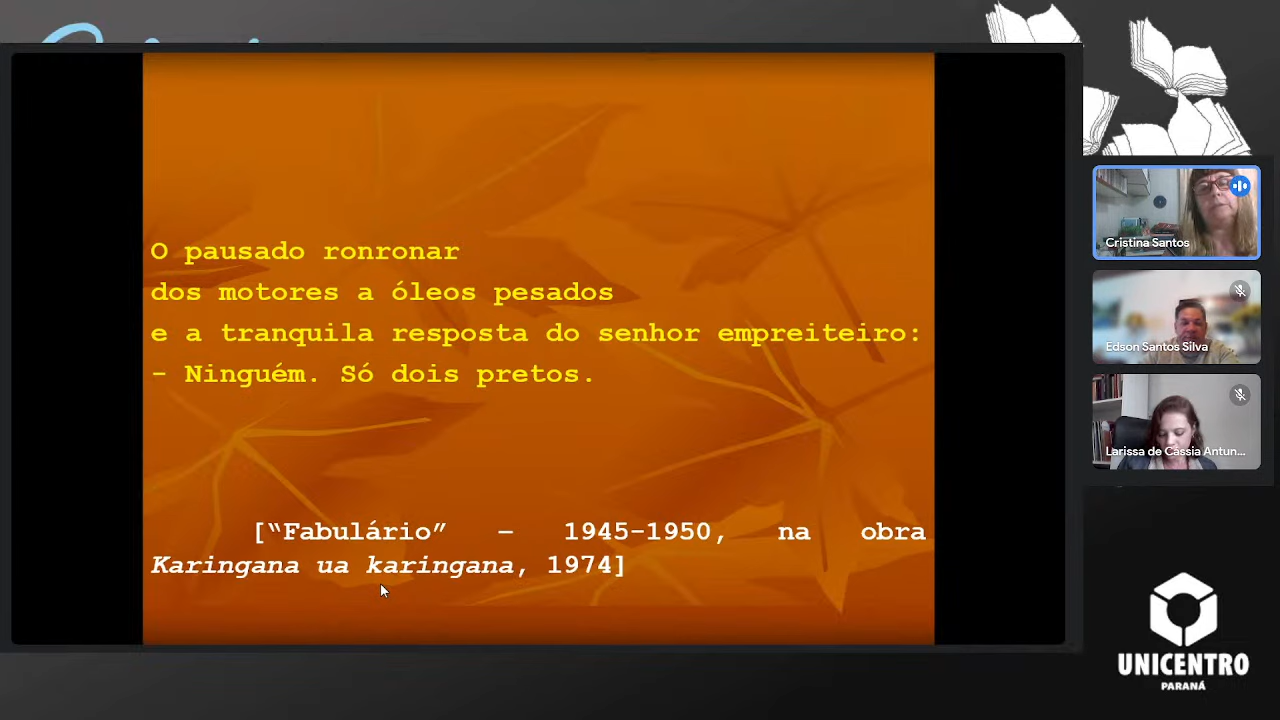 O pausado ronronar
dos motores a óleos pesados
e a tranquila resposta do senhor empreiteiro:
- Ninguém. Só dois pretos.
[“Fabulário” – 1945-1950, na obra
Karingana ua karingana, 1974]
Cristina Santos
Edson Santos Silva
Larissa de Cássia Antun...
UNICENTRO
PARANÁ